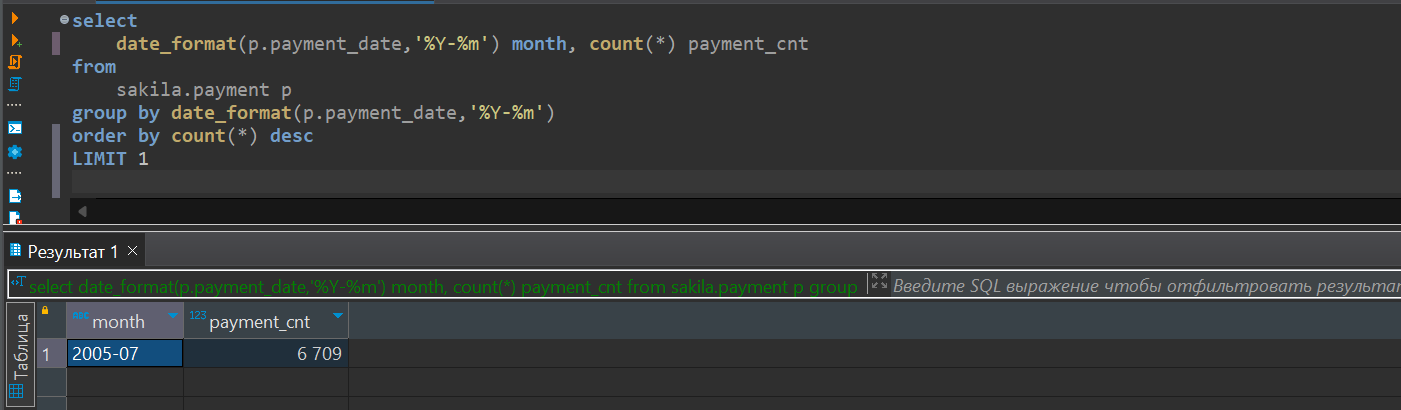 select
date_format(p.payment_date,'%Y-%m') month, count(*) payment_cnt
from
sakila.payment p
group by date_format(p.payment_date,'%Y-%m')
order by count(*) desc
LIMIT 1
Результат 1
select date_format(p.payment_date,'%Y-%m') month, count(*) payment_cnt from sakila.payment p group
Введите SQL выражение чтобы отфильтровать результат
Таблица
abc month 123 payment_cnt
1 2005-07 6 709